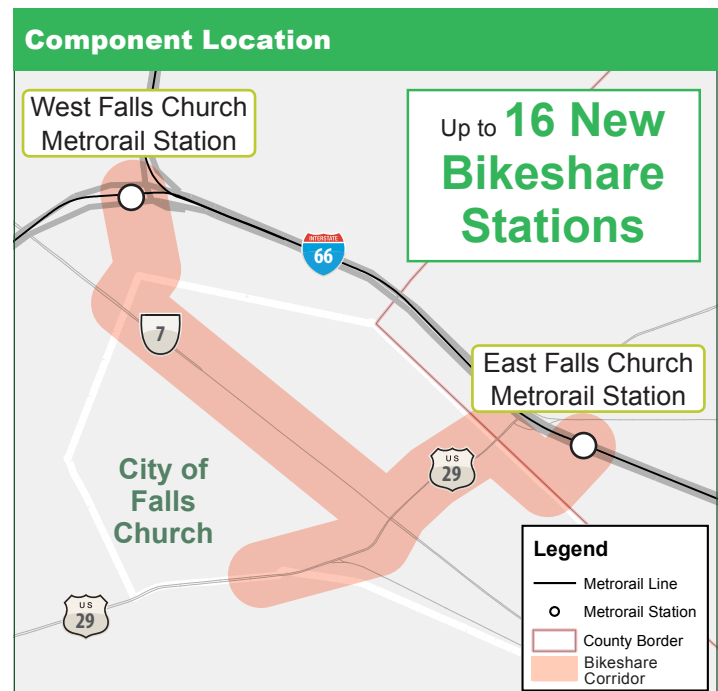 Component Location
West Falls Church
Metrorail Station
Up to 16 New
Bikeshare
Stations
INTERSTATE
66
7
East Falls Church
Metrorail Station
US
29
City of
Falls
Church
US
29
Legend
Metrorail Line
Metrorail Station
County Border
Bikeshare
Corridor